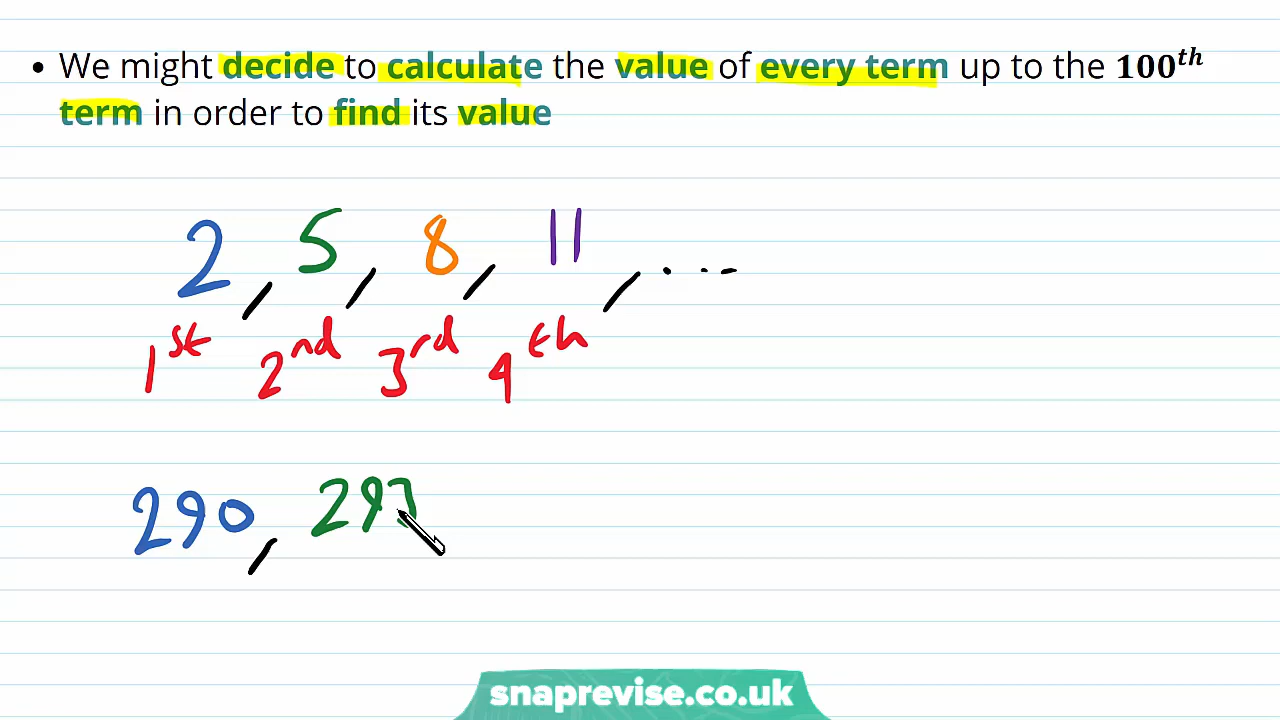 • We might decide to calculate the value of every term up to the 100th
term in order to find its value
2, 5, 8, 11, ...
1st 2nd 3rd 4th
290, 293
snaprevise.co.uk